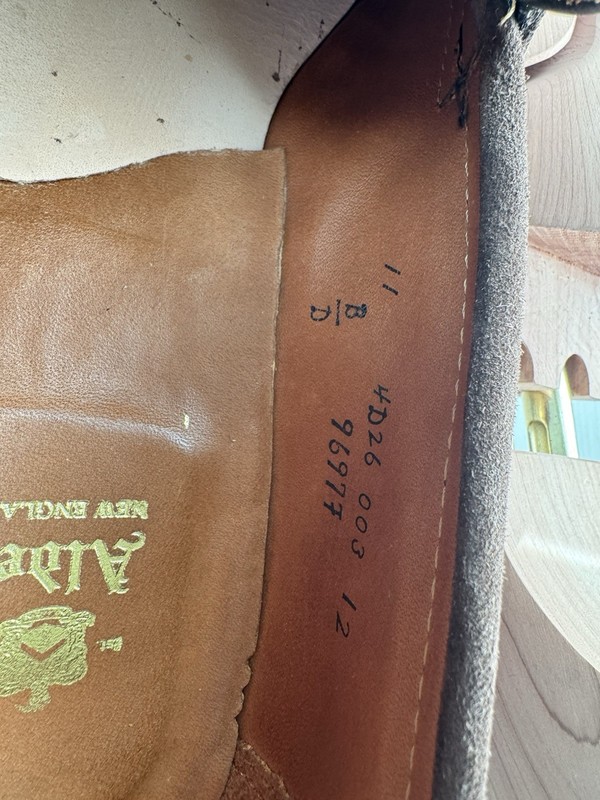 11 B/D
4D26 003 12
96977
Alde
NEW ENGLA